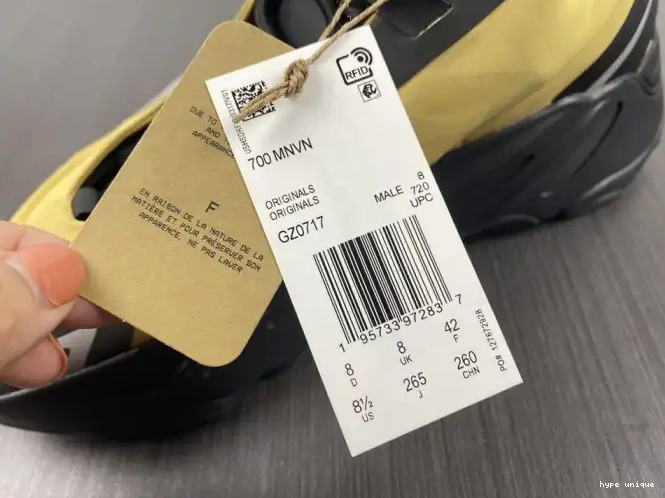 DUE TO
AND
APPEARANCE
F
EN RAISON DE LA NATURE DE LA
MATIÈRE ET POUR PRÉSERVER SON
APPARENCE, NE PAS LAVER
RFID
700 MNVN
ORIGINALS
ORIGINALS
MALE
8
720
UPC
GZ0717
1 95733 97283 7
8
D
8
UK
42
F
8½
US
265
J
260
CHN
PO# 127872928
hype unique